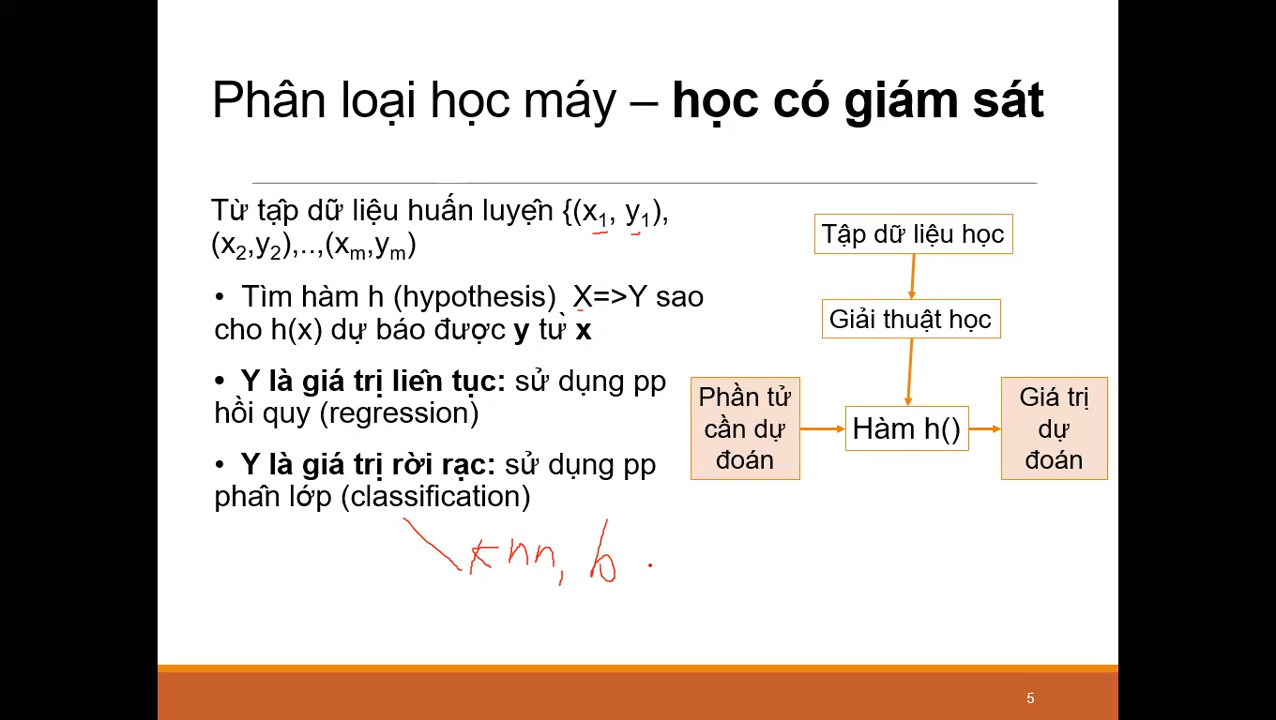 Phân loại học máy – học có giám sát
Từ tập dữ liệu huấn luyện {(x1, y1),
(x2,y2),..,(xm,ym)
• Tìm hàm h (hypothesis) X=>Y sao
cho h(x) dự báo được y từ x
• Y là giá trị liên tục: sử dụng pp
hồi quy (regression)
• Y là giá trị rời rạc: sử dụng pp
phân lớp (classification)
knn, b
Tập dữ liệu học
Giải thuật học
Phần tử
cần dự
đoán
Hàm h()
Giá trị
dự
đoán
5